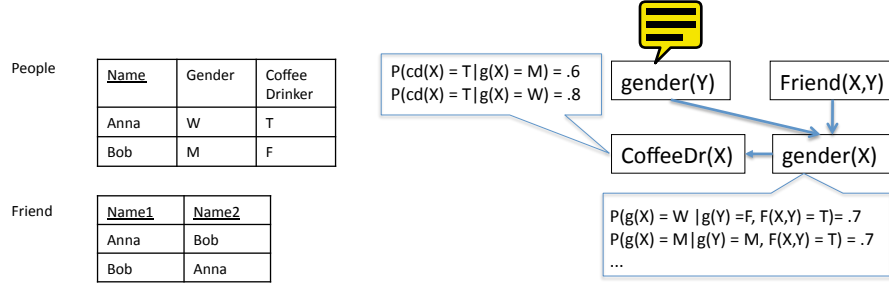 People
Name Gender Coffee Drinker
Anna W T
Bob M F
Friend
Name1 Name2
Anna Bob
Bob Anna
P(cd(X) = T|g(X) = M) = .6
P(cd(X) = T|g(X) = W) = .8
gender(Y)
Friend(X,Y)
CoffeeDr(X)
gender(X)
P(g(X) = W |g(Y) =F, F(X,Y) = T)= .7
P(g(X) = M|g(Y) = M, F(X,Y) = T) = .7
...